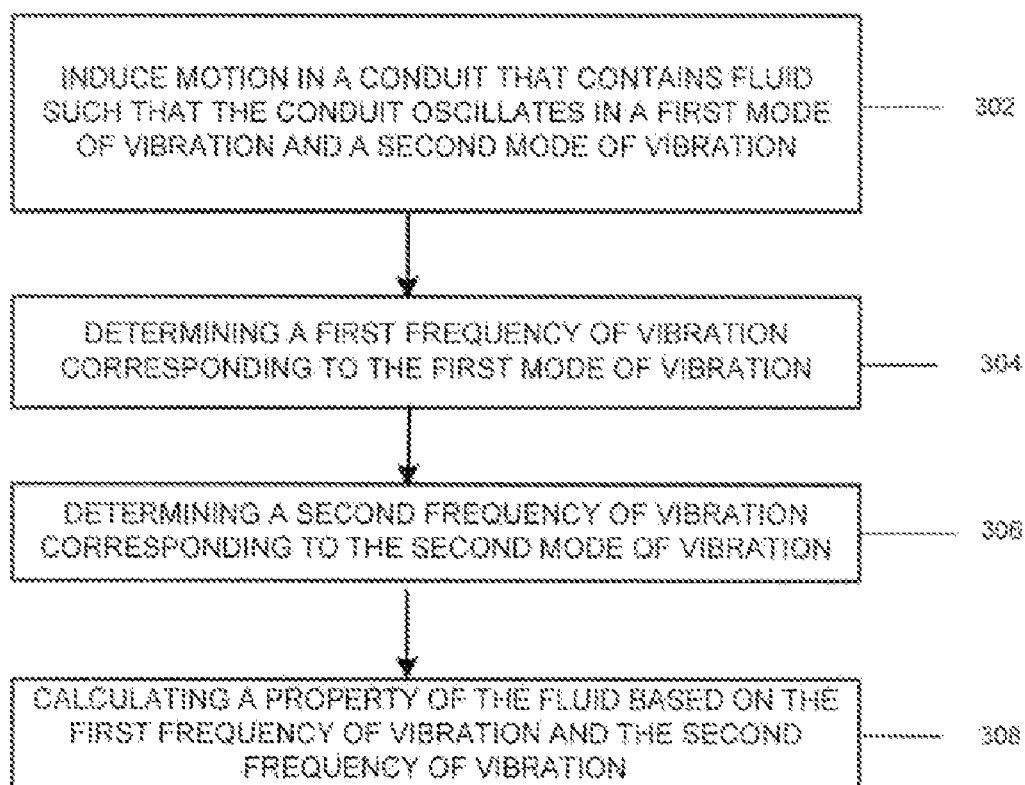 INDUCE MOTION IN A CONDUIT THAT CONTAINS FLUID
SUCH THAT THE CONDUIT OSCILLATES IN A FIRST MODE
OF VIBRATION AND A SECOND MODE OF VIBRATION
302
DETERMINING A FIRST FREQUENCY OF VIBRATION
CORRESPONDING TO THE FIRST MODE OF VIBRATION
304
DETERMINING A SECOND FREQUENCY OF VIBRATION
CORRESPONDING TO THE SECOND MODE OF VIBRATION
306
CALCULATING A PROPERTY OF THE FLUID BASED ON THE
FIRST FREQUENCY OF VIBRATION AND THE SECOND
FREQUENCY OF VIBRATION
308